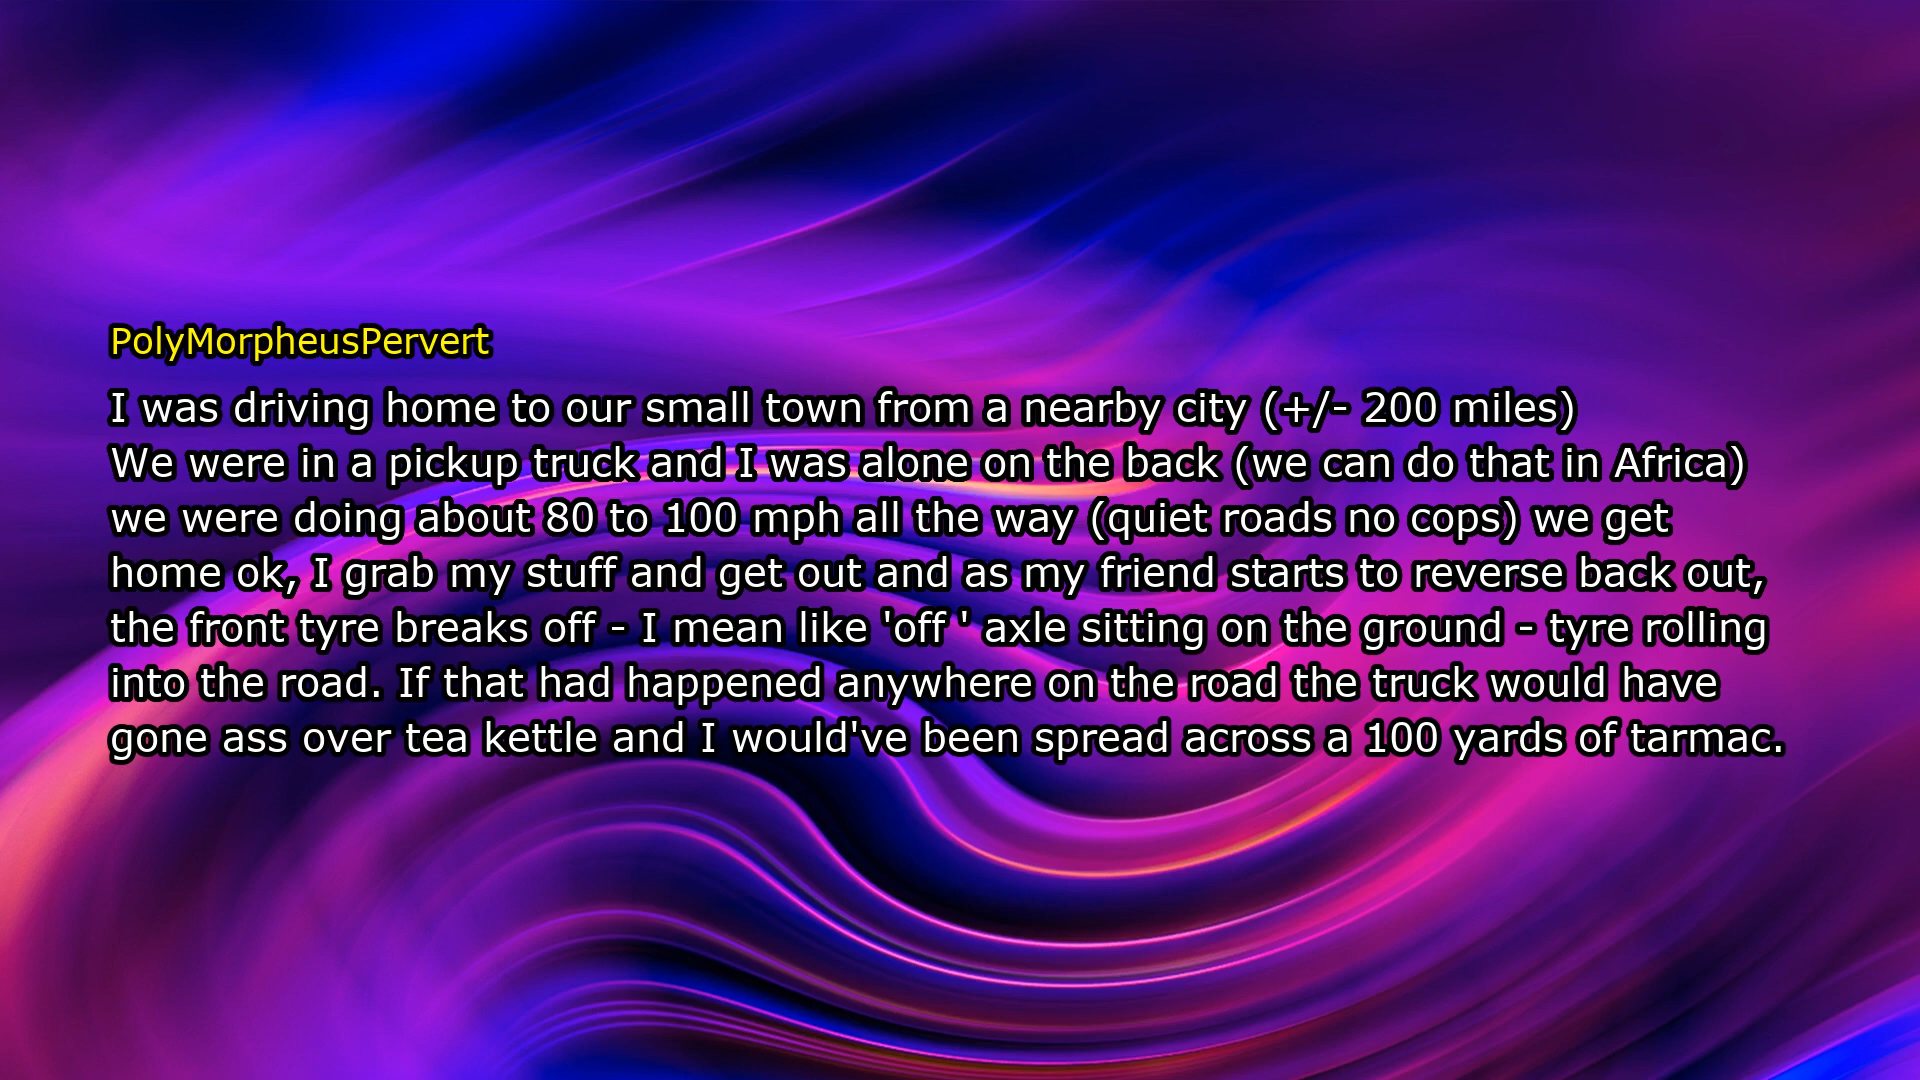 PolyMorpheusPervert
I was driving home to our small town from a nearby city (+/- 200 miles)
We were in a pickup truck and I was alone on the back (we can do that in Africa)
we were doing about 80 to 100 mph all the way (quiet roads no cops) we get
home ok, I grab my stuff and get out and as my friend starts to reverse back out,
the front tyre breaks off - I mean like 'off ' axle sitting on the ground - tyre rolling
into the road. If that had happened anywhere on the road the truck would have
gone ass over tea kettle and I would've been spread across a 100 yards of tarmac.